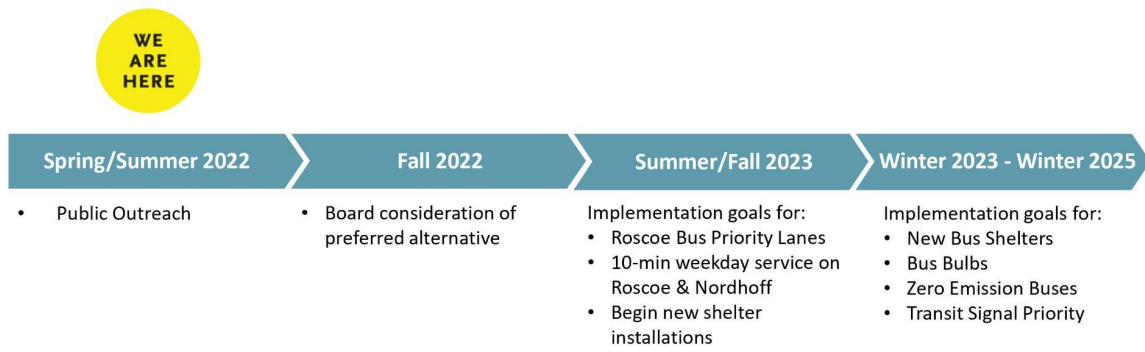 WE
ARE
HERE
Spring/Summer 2022
Fall 2022
Summer/Fall 2023
Winter 2023 - Winter 2025
• Public Outreach
• Board consideration of
preferred alternative
Implementation goals for:
• Roscoe Bus Priority Lanes
• 10-min weekday service on
Roscoe & Nordhoff
• Begin new shelter
installations
Implementation goals for:
• New Bus Shelters
• Bus Bulbs
• Zero Emission Buses
• Transit Signal Priority